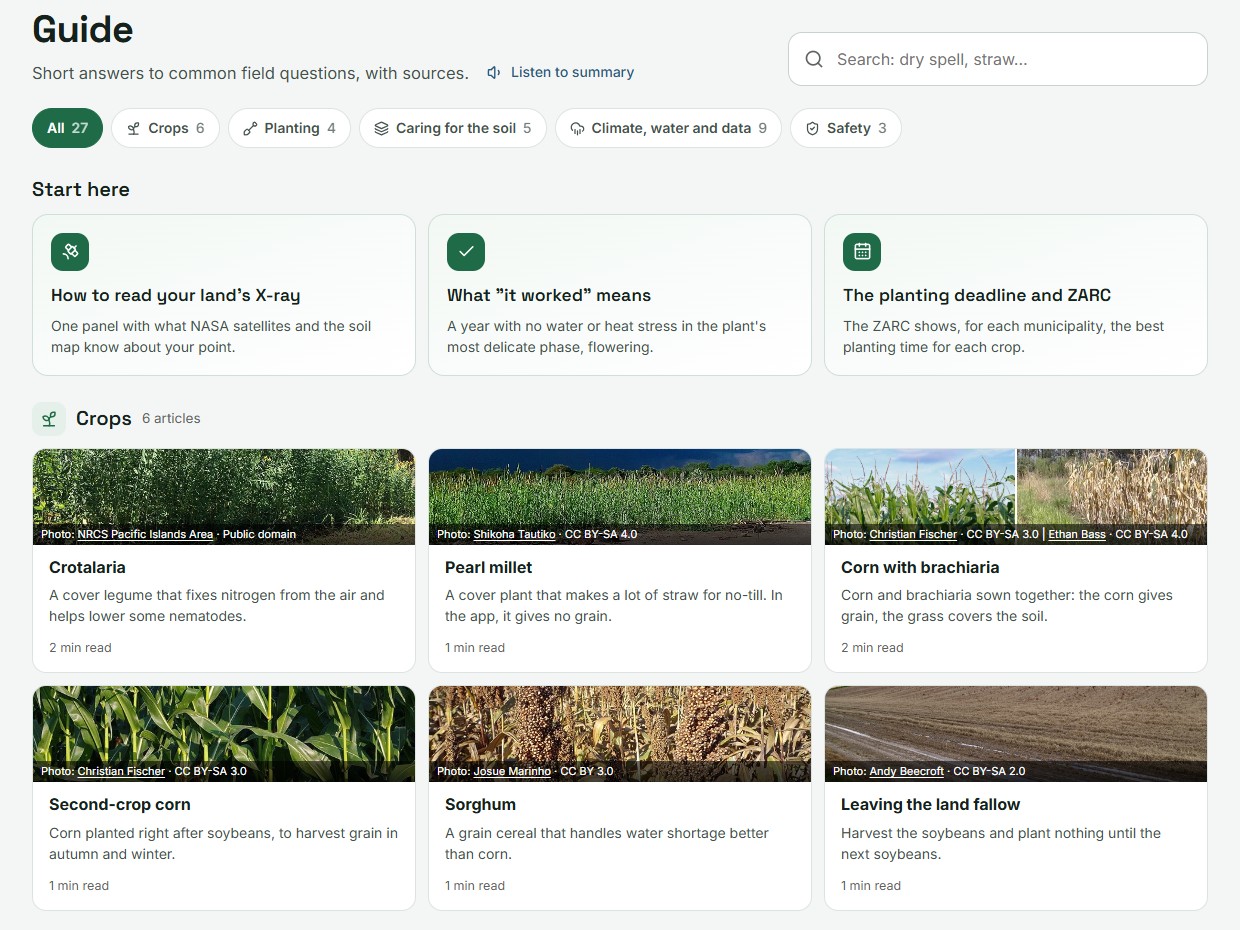 Guide
Short answers to common field questions, with sources.
Listen to summary
Search: dry spell, straw...
All 27
Crops 6
Planting 4
Caring for the soil 5
Climate, water and data 9
Safety 3
Start here
How to read your land's X-ray
One panel with what NASA satellites and the soil
map know about your point.
What "it worked" means
A year with no water or heat stress in the plant's
most delicate phase, flowering.
The planting deadline and ZARC
The ZARC shows, for each municipality, the best
planting time for each crop.
Crops 6 articles
Photo: NRCS Pacific Islands Area · Public domain
Crotalaria
A cover legume that fixes nitrogen from the air and
helps lower some nematodes.
2 min read
Photo: Shikoha Tautiko · CC BY-SA 4.0
Pearl millet
A cover plant that makes a lot of straw for no-till. In
the app, it gives no grain.
1 min read
Photo: Christian Fischer · CC BY-SA 3.0 | Ethan Bass · CC BY-SA 4.0
Corn with brachiaria
Corn and brachiaria sown together: the corn gives
grain, the grass covers the soil.
2 min read
Photo: Christian Fischer · CC BY-SA 3.0
Second-crop corn
Corn planted right after soybeans, to harvest grain in
autumn and winter.
1 min read
Photo: Josue Marinho · CC BY 3.0
Sorghum
A grain cereal that handles water shortage better
than corn.
1 min read
Photo: Andy Beecroft · CC BY-SA 2.0
Leaving the land fallow
Harvest the soybeans and plant nothing until the
next soybeans.
1 min read